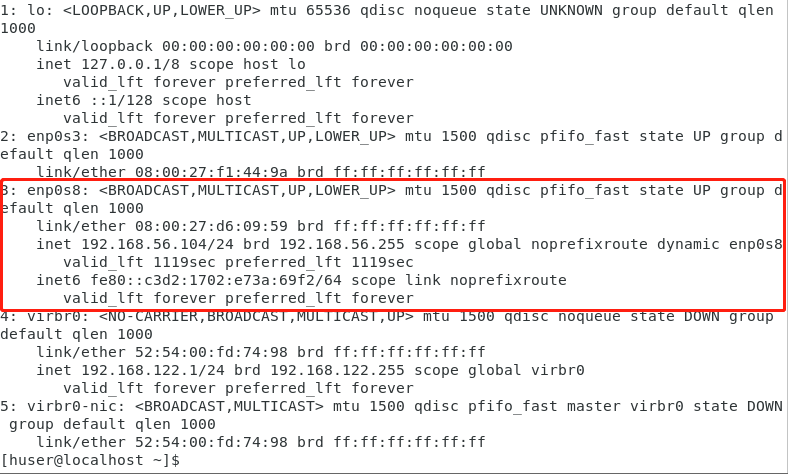 1: lo: <LOOPBACK,UP,LOWER_UP> mtu 65536 qdisc noqueue state UNKNOWN group default qlen
1000
link/loopback 00:00:00:00:00:00 brd 00:00:00:00:00:00
inet 127.0.0.1/8 scope host lo
valid_lft forever preferred_lft forever
inet6 ::1/128 scope host
valid_lft forever preferred_lft forever
2: enp0s3: <BROADCAST,MULTICAST,UP,LOWER_UP> mtu 1500 qdisc pfifo_fast state UP group d
efault qlen 1000
link/ether 08:00:27:f1:44:9a brd ff:ff:ff:ff:ff:ff
3: enp0s8: <BROADCAST,MULTICAST,UP,LOWER_UP> mtu 1500 qdisc pfifo_fast state UP group d
efault qlen 1000
link/ether 08:00:27:d6:09:59 brd ff:ff:ff:ff:ff:ff
inet 192.168.56.104/24 brd 192.168.56.255 scope global noprefixroute dynamic enp0s8
valid_lft 1119sec preferred_lft 1119sec
inet6 fe80::c3d2:1702:e73a:69f2/64 scope link noprefixroute
valid_lft forever preferred_lft forever
4: virbr0: <NO-CARRIER,BROADCAST,MULTICAST,UP> mtu 1500 qdisc noqueue state DOWN group
default qlen 1000
link/ether 52:54:00:fd:74:98 brd ff:ff:ff:ff:ff:ff
inet 192.168.122.1/24 brd 192.168.122.255 scope global virbr0
valid_lft forever preferred_lft forever
5: virbr0-nic: <BROADCAST,MULTICAST> mtu 1500 qdisc pfifo_fast master virbr0 state DOWN
group default qlen 1000
link/ether 52:54:00:fd:74:98 brd ff:ff:ff:ff:ff:ff
[huser@localhost ~]$